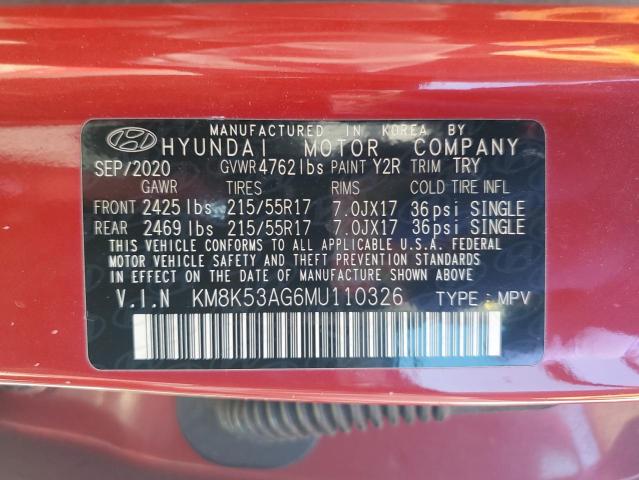 MANUFACTURED IN KOREA BY
HYUNDAI MOTOR COMPANY
SEP/2020 GVWR 4762lbs PAINT Y2R TRIM TRY
GAWR TIRES RIMS COLD TIRE INFL
FRONT 2425 lbs 215/55R17 7.0JX17 36psi SINGLE
REAR 2469 lbs 215/55R17 7.0JX17 36psi SINGLE
THIS VEHICLE CONFORMS TO ALL APPLICABLE U.S.A. FEDERAL
MOTOR VEHICLE SAFETY AND THEFT PREVENTION STANDARDS
IN EFFECT ON THE DATE OF MANUFACTURE SHOWN ABOVE.
V.I.N KM8K53AG6MU110326 TYPE : MPV